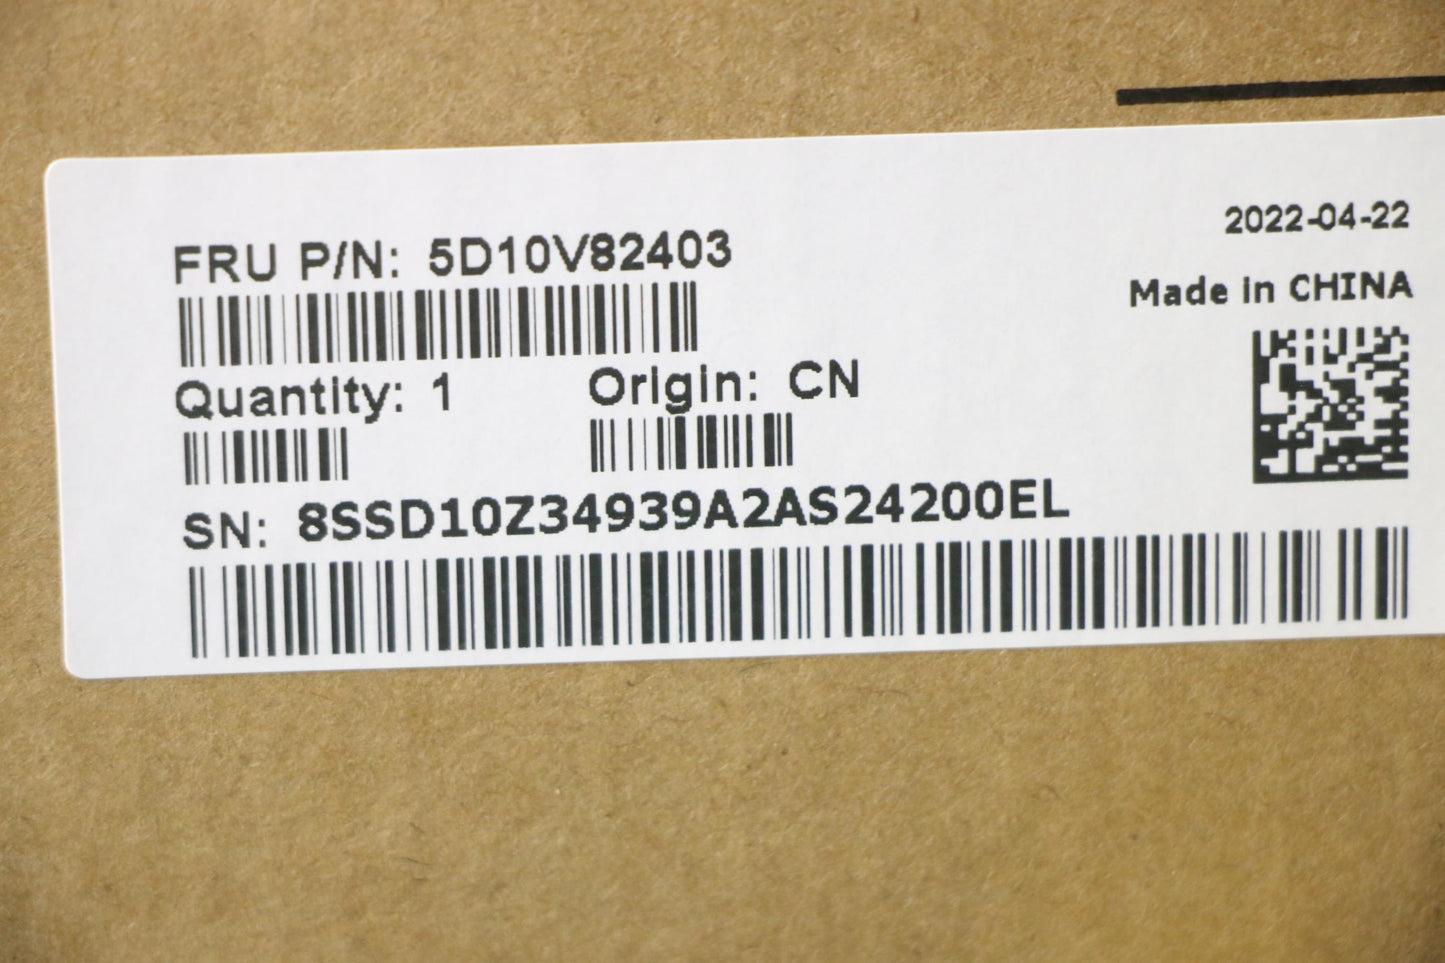 2022-04-22
FRU P/N: 5D10V82403
Made in CHINA
Quantity: 1
Origin: CN
SN: 8SSD10Z34939A2AS24200EL